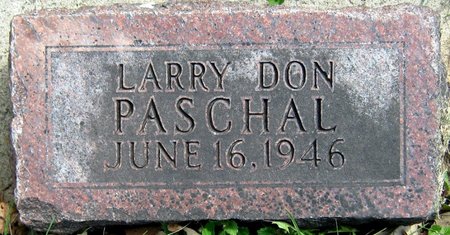 LARRY DON
PASCHAL
JUNE 16, 1946